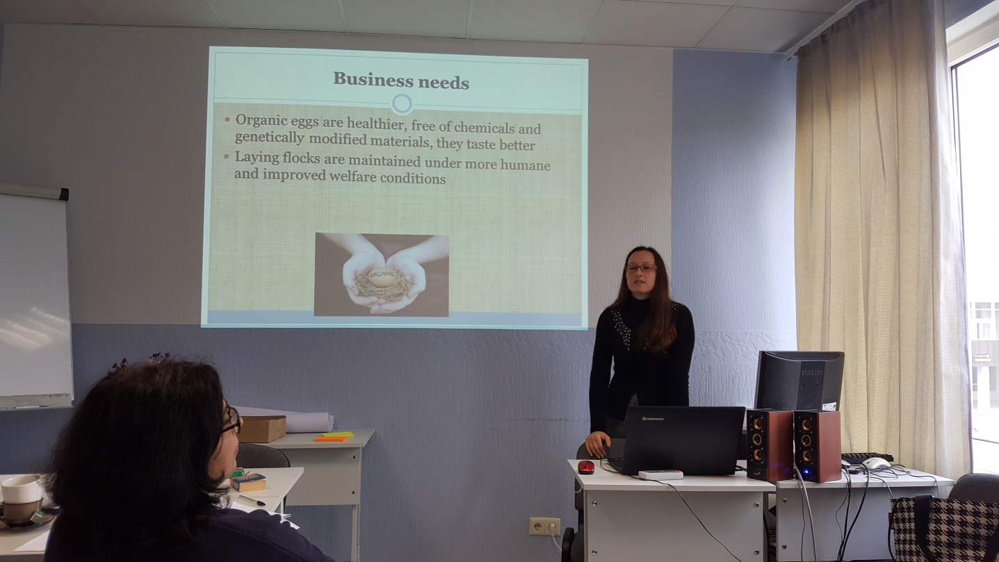 Business needs
• Organic eggs are healthier, free of chemicals and
genetically modified materials, they taste better
• Laying flocks are maintained under more humane
and improved welfare conditions
ORGANIC
SAMSUNG
lenovo